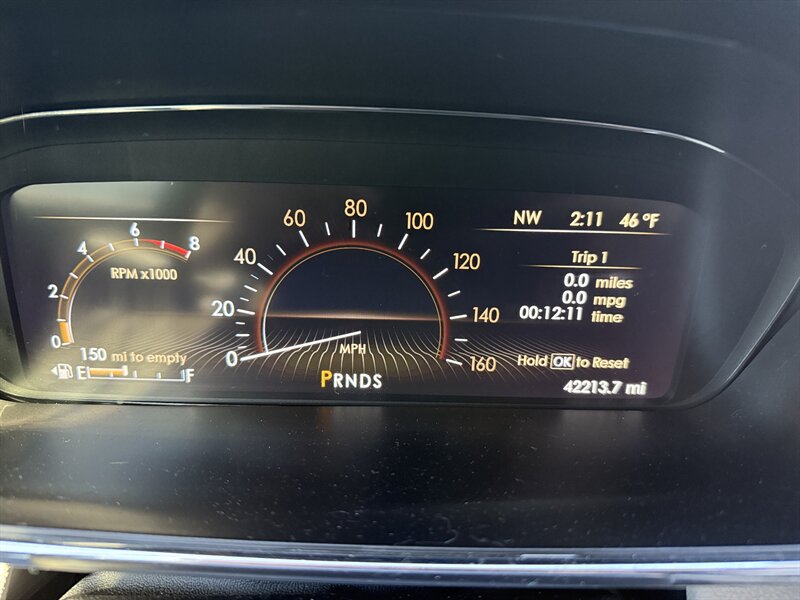 NW 2:11 46 °F
0 2 4 6 8
RPM x1000
150 mi to empty
E F
0 20 40 60 80 100 120 140 160
MPH
PRNDS
Trip 1
0.0 miles
0.0 mpg
00:12:11 time
Hold OK to Reset
42213.7 mi